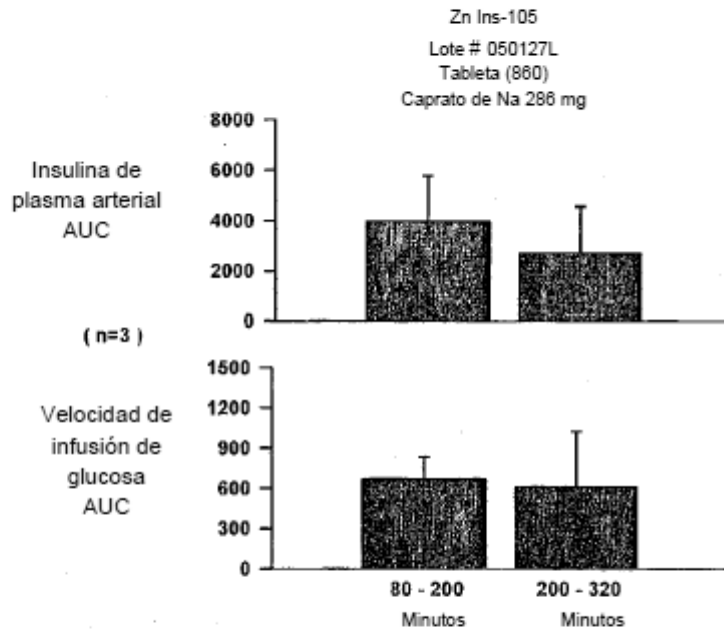 Zn Ins-105
Lote # 050127L
Tableta (860)
Caprato de Na 286 mg
Insulina de
plasma arterial
AUC
8000
6000
4000
2000
0
( n=3 )
Velocidad de
infusión de
glucosa
AUC
1500
1200
900
600
300
0
80 - 200
200 - 320
Minutos
Minutos